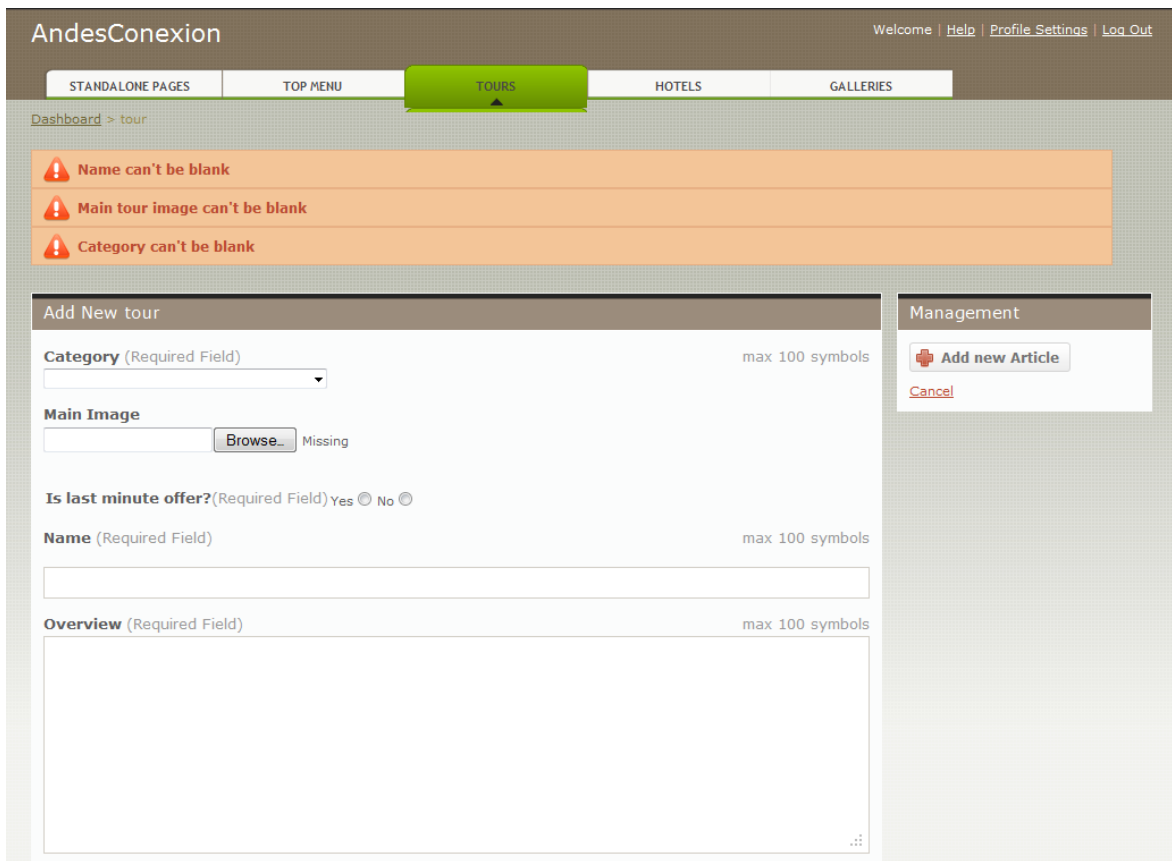 AndesConexion
Welcome | Help | Profile Settings | Log Out
STANDALONE PAGES TOP MENU TOURS HOTELS GALLERIES
Dashboard > tour
Name can't be blank
Main tour image can't be blank
Category can't be blank
Add New tour
Management
Category (Required Field) max 100 symbols
Add new Article
Cancel
Main Image
Browse... Missing
Is last minute offer?(Required Field) Yes No
Name (Required Field) max 100 symbols
Overview (Required Field) max 100 symbols